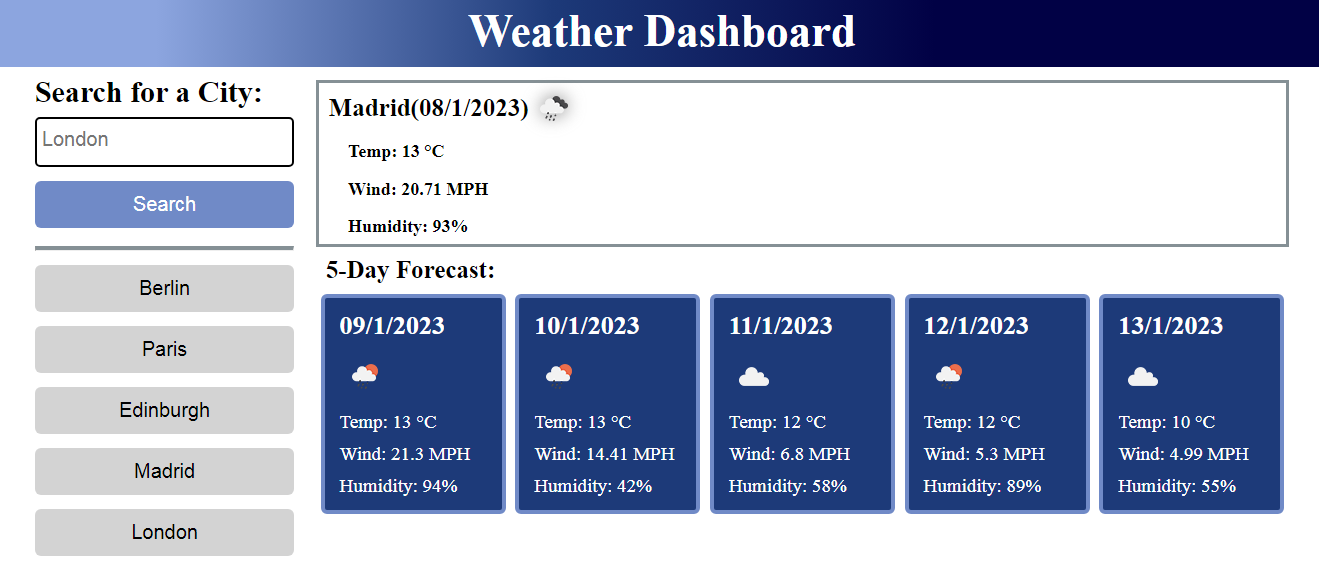 Weather Dashboard
Search for a City:
London
Search
Berlin
Paris
Edinburgh
Madrid
London
Madrid(08/1/2023)
Temp: 13 °C
Wind: 20.71 MPH
Humidity: 93%
5-Day Forecast:
09/1/2023
Temp: 13 °C
Wind: 21.3 MPH
Humidity: 94%
10/1/2023
Temp: 13 °C
Wind: 14.41 MPH
Humidity: 42%
11/1/2023
Temp: 12 °C
Wind: 6.8 MPH
Humidity: 58%
12/1/2023
Temp: 12 °C
Wind: 5.3 MPH
Humidity: 89%
13/1/2023
Temp: 10 °C
Wind: 4.99 MPH
Humidity: 55%